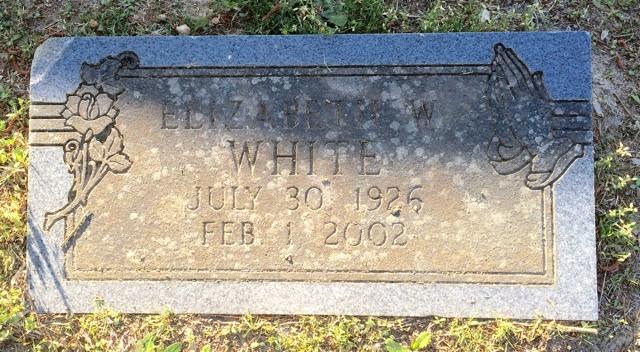 ELIZABETH W
WHITE
JULY 30 1926
FEB 1 2002